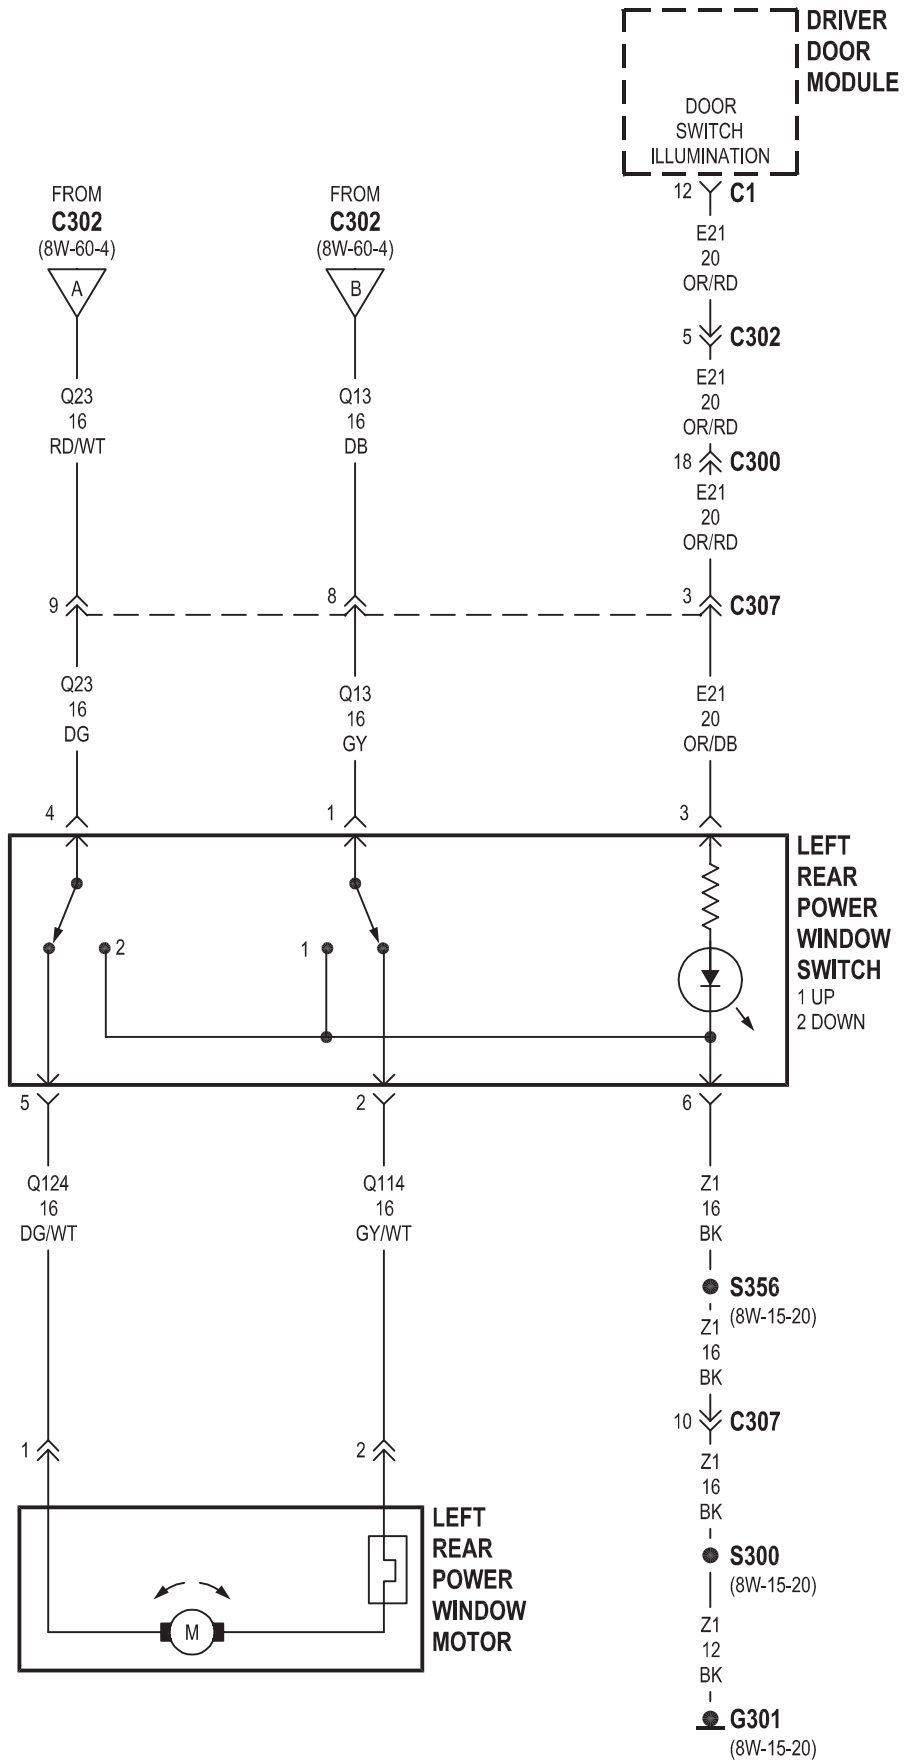 DRIVER
DOOR
MODULE
DOOR
SWITCH
ILLUMINATION
12 C1
FROM
C302
(8W-60-4)
A
FROM
C302
(8W-60-4)
B
E21
20
OR/RD
5 C302
E21
20
OR/RD
18 C300
E21
20
OR/RD
Q23
16
RD/WT
Q13
16
DB
9 8 3 C307
Q23
16
DG
Q13
16
GY
E21
20
OR/DB
4 1 3
LEFT
REAR
POWER
WINDOW
SWITCH
1 UP
2 DOWN
2 1
5 2 6
Q124
16
DG/WT
Q114
16
GY/WT
Z1
16
BK
S356
(8W-15-20)
Z1
16
BK
10 C307
Z1
16
BK
1 2
LEFT
REAR
POWER
WINDOW
MOTOR
M
S300
(8W-15-20)
Z1
12
BK
G301
(8W-15-20)